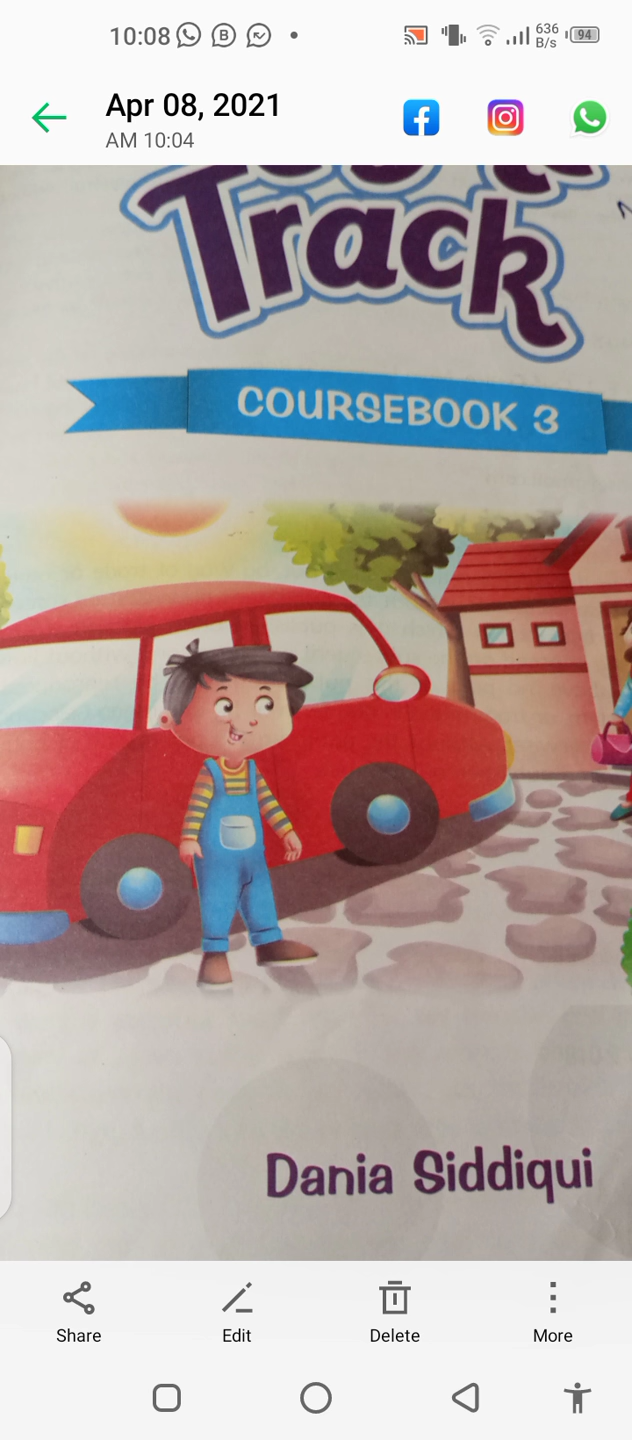 10:08
636
B/s
94
Apr 08, 2021
AM 10:04
Track
COURSEBOOK 3
Dania Siddiqui
Share
Edit
Delete
More